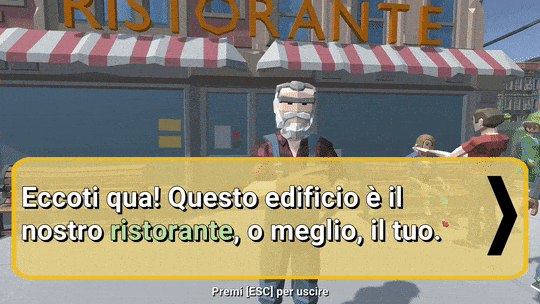 RISTORANTE
Eccoti qua! Questo edificio è il
nostro ristorante, o meglio, il tuo.
Premi [ESC] per uscire